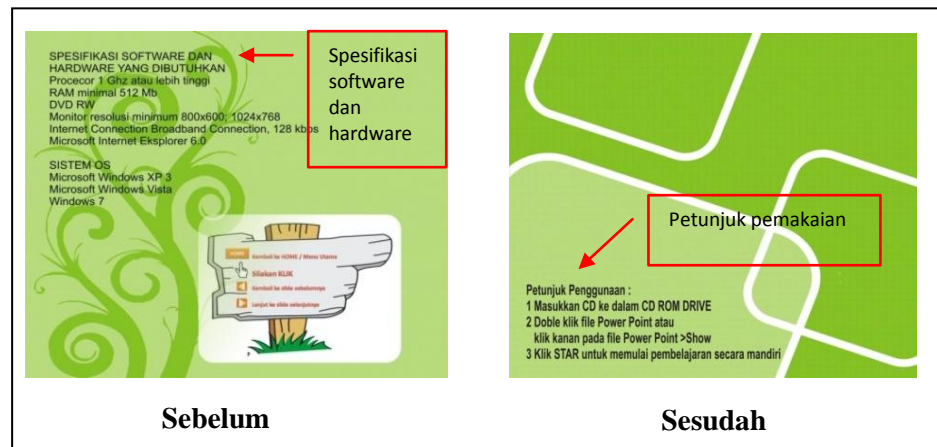 SPESIFIKASI SOFTWARE DAN
HARDWARE YANG DIBUTUHKAN
Procecor 1 Ghz atau lebih tinggi
RAM minimal 512 Mb
DVD RW
Monitor resolusi minimum 800x600; 1024x768
Internet Connection Broadband Connection, 128 kbps
Microsoft Internet Eksplorer 6.0
SISTEM OS
Microsoft Windows XP 3
Microsoft Windows Vista
Windows 7
Spesifikasi
software
dan
hardware
HOME Kembali ke HOME / Menu Utama
Silakan KLIK
Kembali ke slide sebelumnya
Lanjut ke slide selanjutnya
Sebelum
Petunjuk pemakaian
Petunjuk Penggunaan :
1 Masukkan CD ke dalam CD ROM DRIVE
2 Doble klik file Power Point atau
klik kanan pada file Power Point >Show
3 Klik STAR untuk memulai pembelajaran secara mandiri
Sesudah